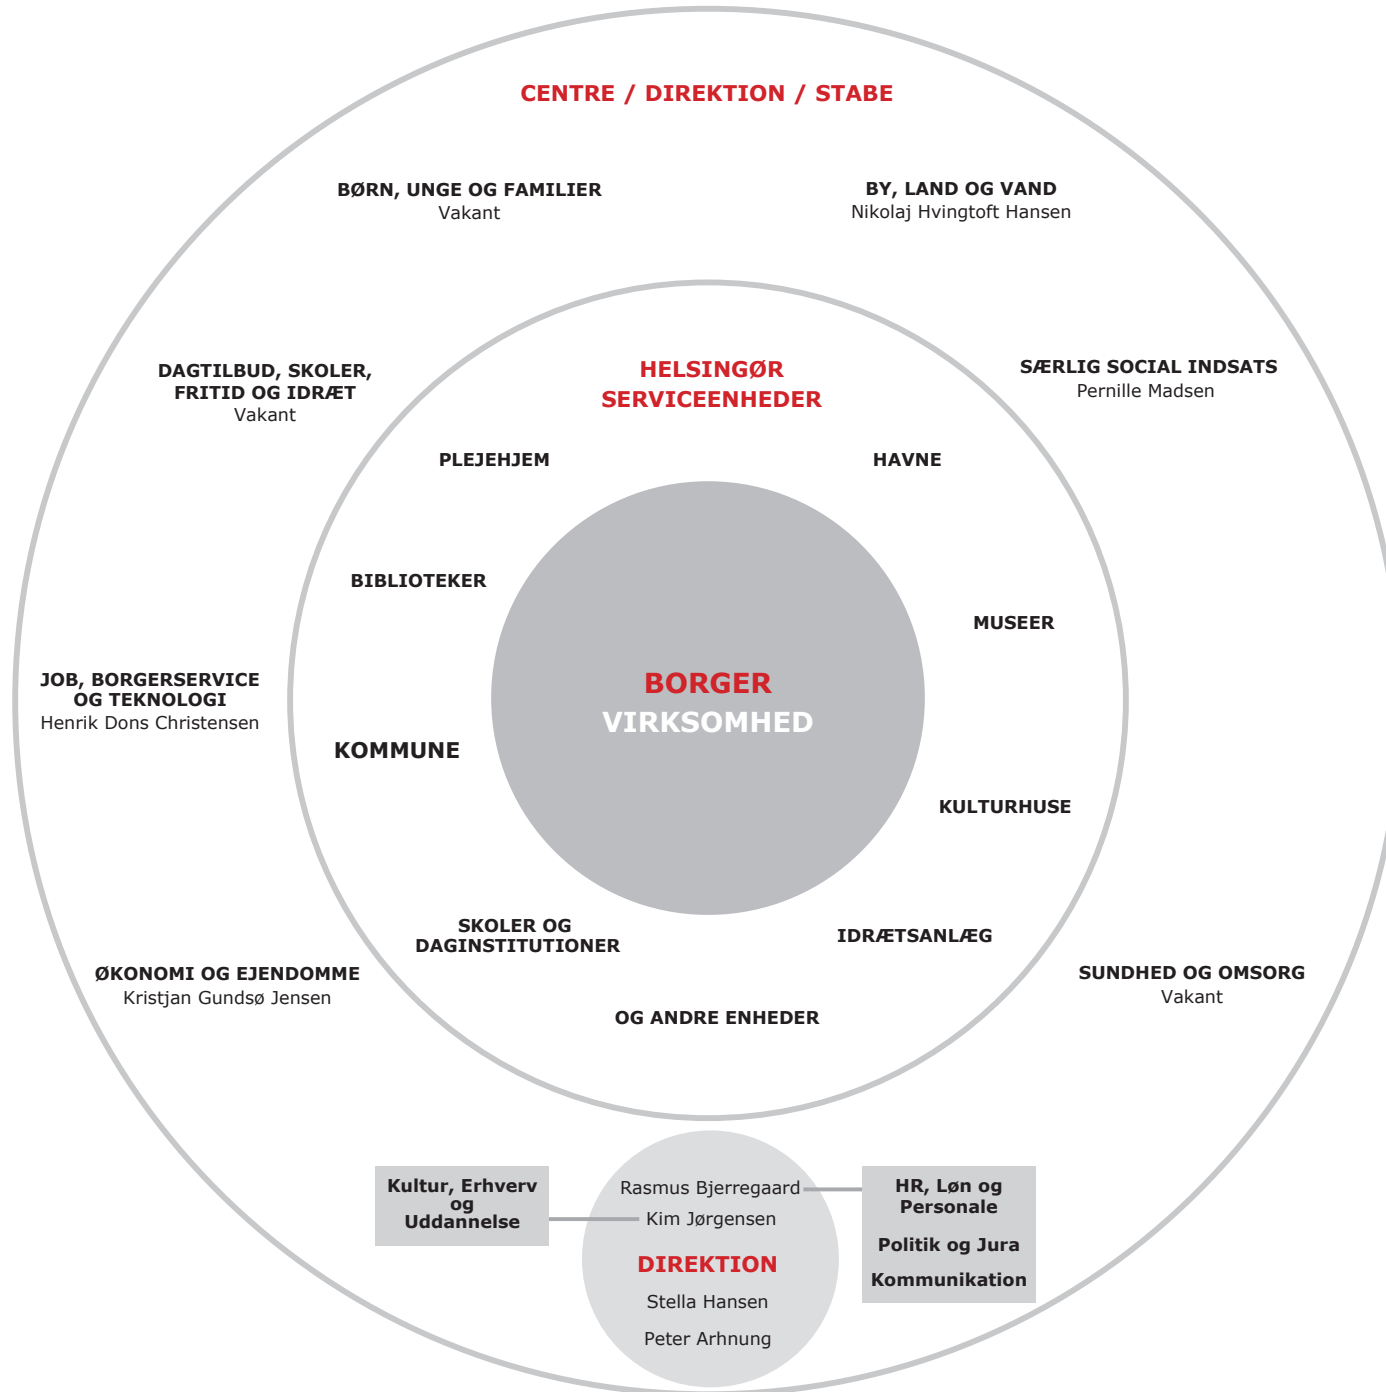 CENTRE / DIREKTION / STABE
BØRN, UNGE OG FAMILIER
Vakant
BY, LAND OG VAND
Nikolaj Hvingtoft Hansen
DAGTILBUD, SKOLER,
FRITID OG IDRÆT
Vakant
HELSINGØR
SERVICEENHEDER
SÆRLIG SOCIAL INDSATS
Pernille Madsen
PLEJEHJEM
HAVNE
BIBLIOTEKER
MUSEER
JOB, BORGERSERVICE
OG TEKNOLOGI
Henrik Dons Christensen
BORGER
VIRKSOMHED
KOMMUNE
KULTURHUSE
SKOLER OG
DAGINSTITUTIONER
IDRÆTSANLÆG
ØKONOMI OG EJENDOMME
Kristjan Gundsø Jensen
SUNDHED OG OMSORG
Vakant
OG ANDRE ENHEDER
Kultur, Erhverv
og
Uddannelse
Rasmus Bjerregaard
Kim Jørgensen
DIREKTION
Stella Hansen
Peter Arhnung
HR, Løn og
Personale
Politik og Jura
Kommunikation